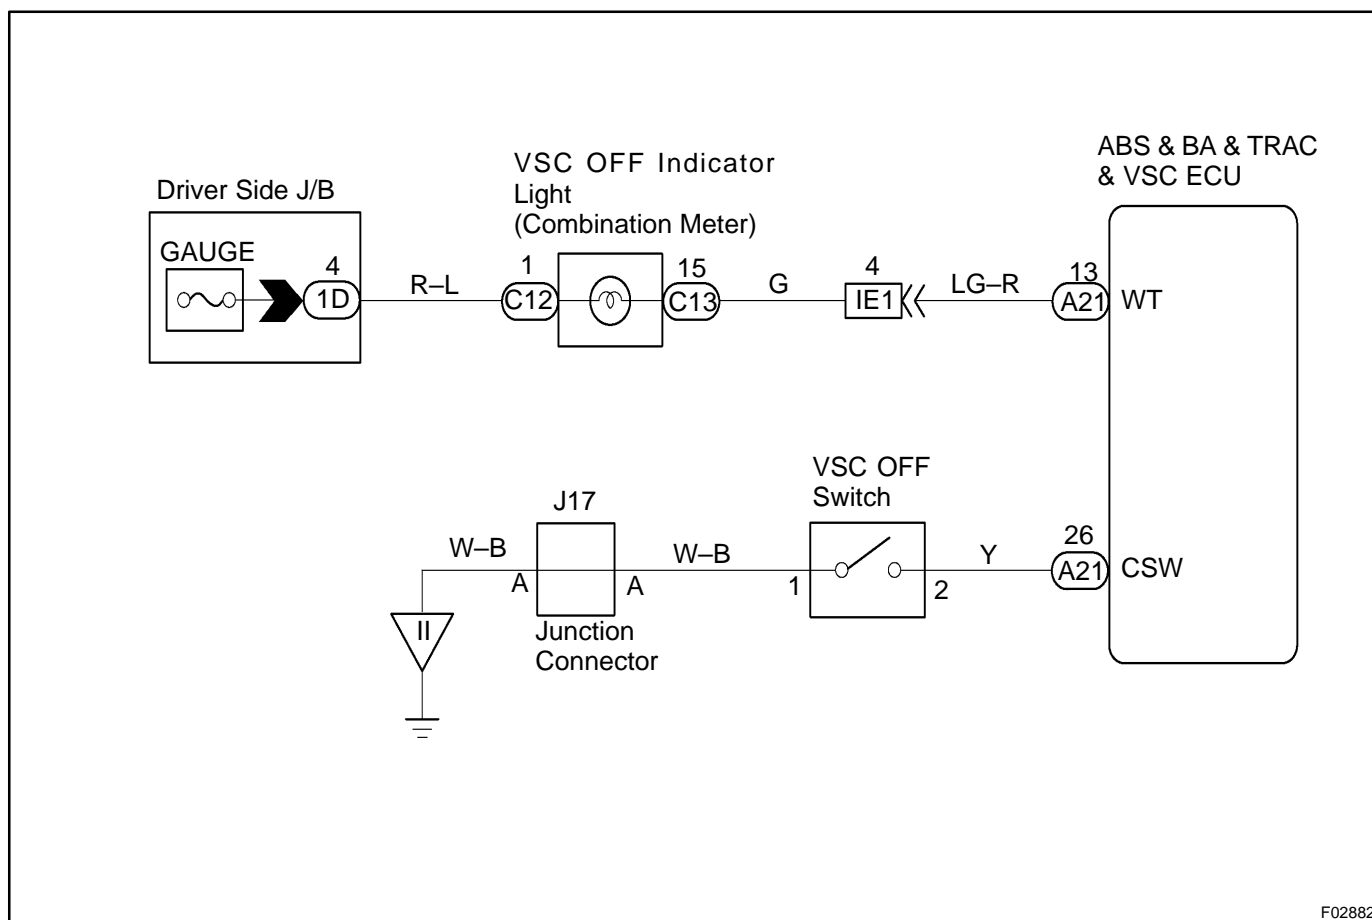 ABS & BA & TRAC
& VSC ECU
VSC OFF Indicator
Light
(Combination Meter)
Driver Side J/B
GAUGE
4
1D
R–L
1
C12
15
C13
G
4
IE1
LG–R
13
A21
WT
VSC OFF
Switch
J17
W–B
A
A
W–B
1
2
Y
26
A21
CSW
II
Junction
Connector
F02882